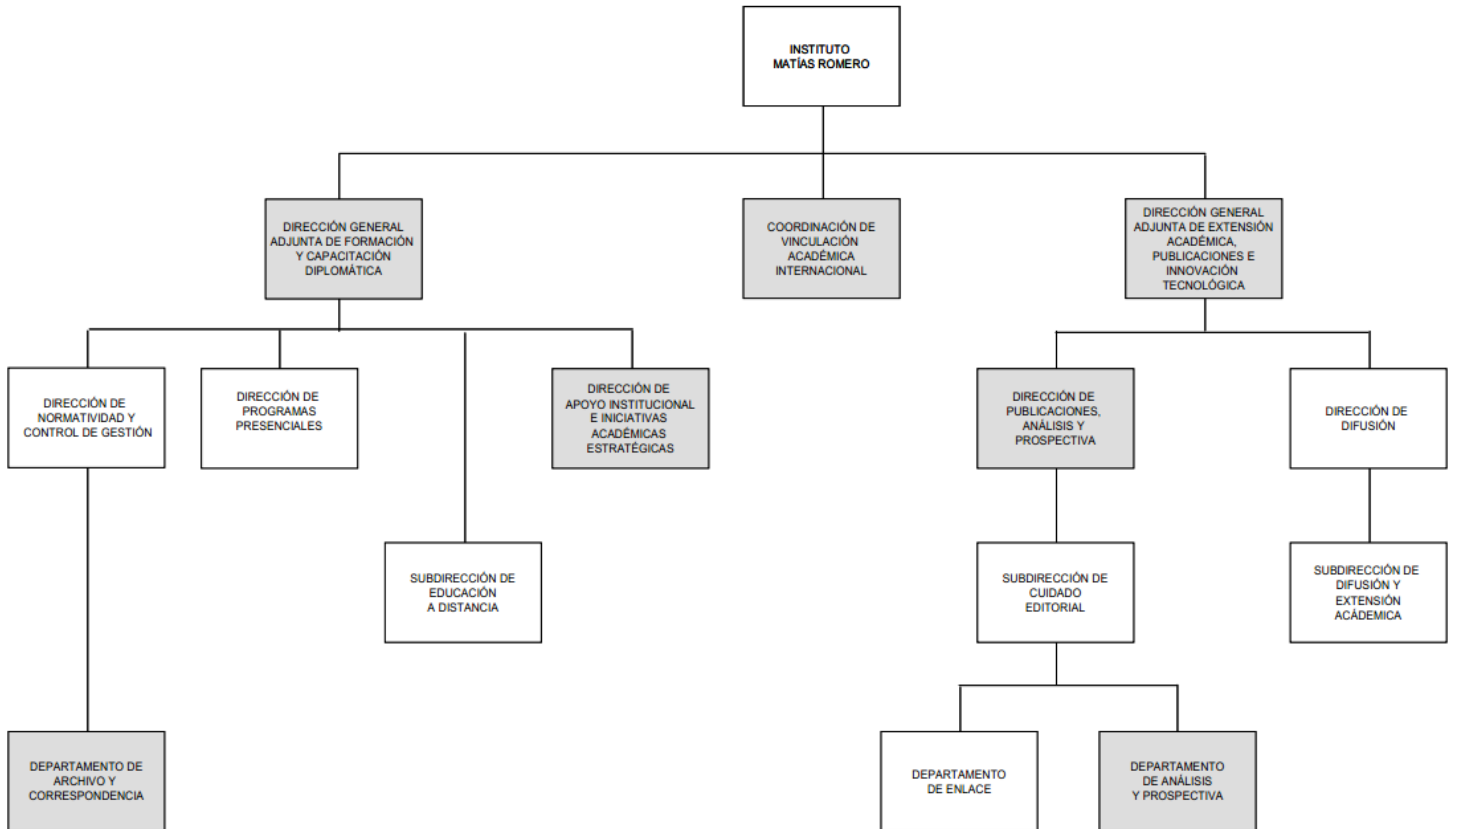 INSTITUTO
MATÍAS ROMERO
DIRECCIÓN GENERAL
ADJUNTA DE FORMACIÓN
Y CAPACITACIÓN
DIPLOMÁTICA
COORDINACIÓN DE
VINCULACIÓN
ACADÉMICA
INTERNACIONAL
DIRECCIÓN GENERAL
ADJUNTA DE EXTENSIÓN
ACADÉMICA,
PUBLICACIONES E
INNOVACIÓN
TECNOLÓGICA
DIRECCIÓN DE
NORMATIVIDAD Y
CONTROL DE GESTIÓN
DIRECCIÓN DE
PROGRAMAS
PRESENCIALES
DIRECCIÓN DE
APOYO INSTITUCIONAL
E INICIATIVAS
ACADÉMICAS
ESTRATÉGICAS
DIRECCIÓN DE
PUBLICACIONES,
ANÁLISIS Y
PROSPECTIVA
DIRECCIÓN DE
DIFUSIÓN
SUBDIRECCIÓN DE
EDUCACIÓN
A DISTANCIA
SUBDIRECCIÓN DE
CUIDADO
EDITORIAL
SUBDIRECCIÓN DE
DIFUSIÓN Y
EXTENSIÓN
ACÁDEMICA
DEPARTAMENTO DE
ARCHIVO Y
CORRESPONDENCIA
DEPARTAMENTO
DE ENLACE
DEPARTAMENTO
DE ANÁLISIS
Y PROSPECTIVA